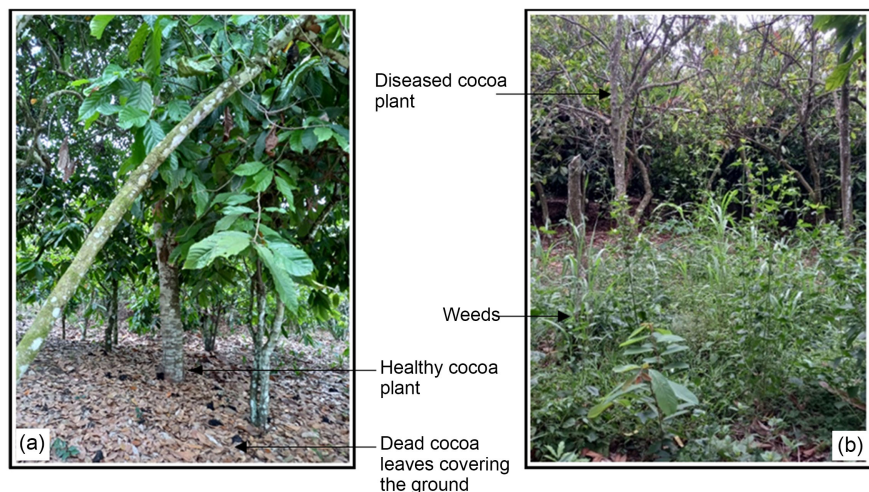 Diseased cocoa
plant
Weeds
Healthy cocoa
plant
Dead cocoa
leaves covering
the ground
(a)
(b)